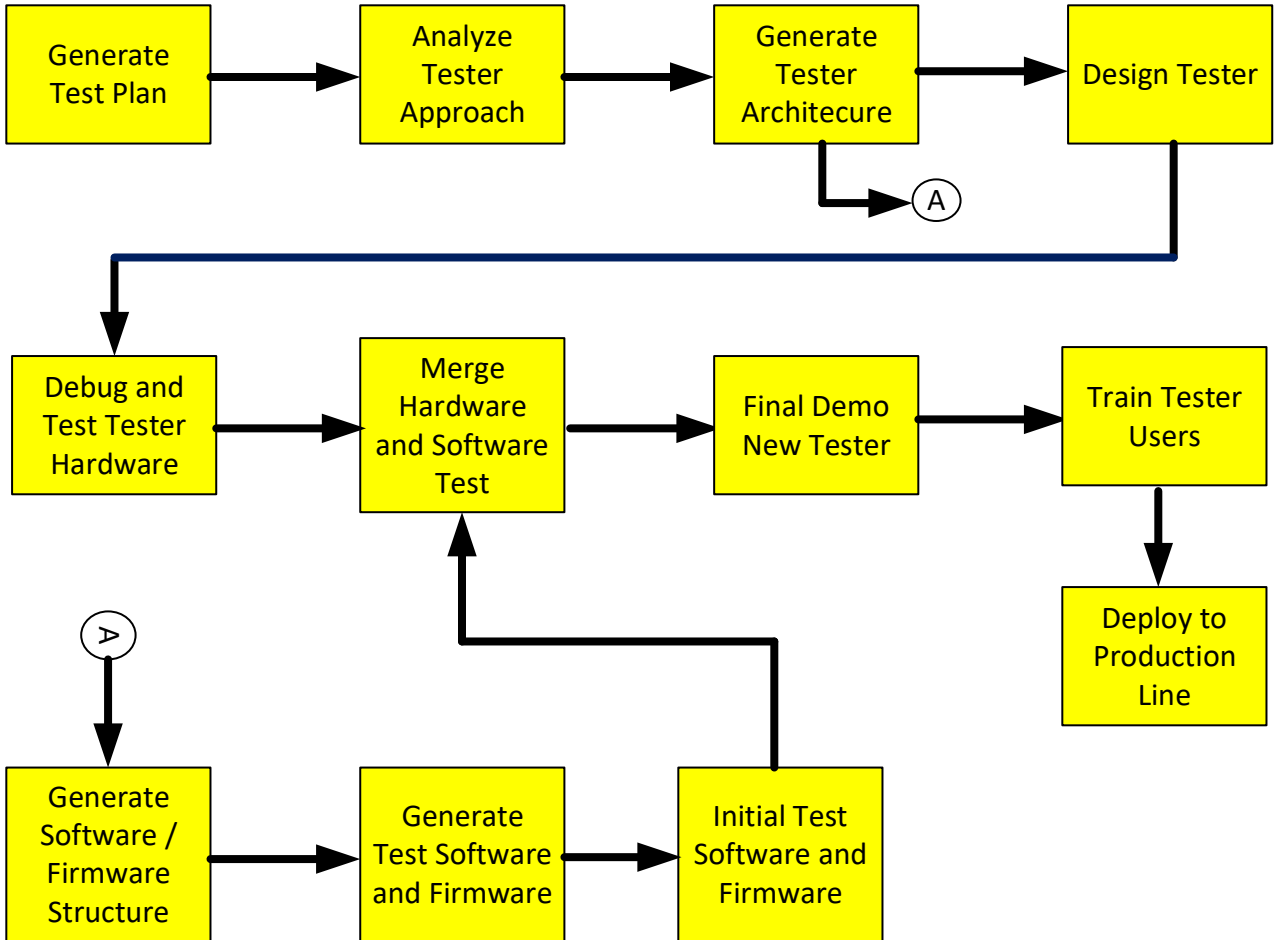 Generate
Test Plan
Analyze
Tester
Approach
Generate
Tester
Architecure
Design Tester
A
Debug and
Test Tester
Hardware
Merge
Hardware
and Software
Test
Final Demo
New Tester
Train Tester
Users
Deploy to
Production
Line
A
Generate
Software /
Firmware
Structure
Generate
Test Software
and Firmware
Initial Test
Software and
Firmware